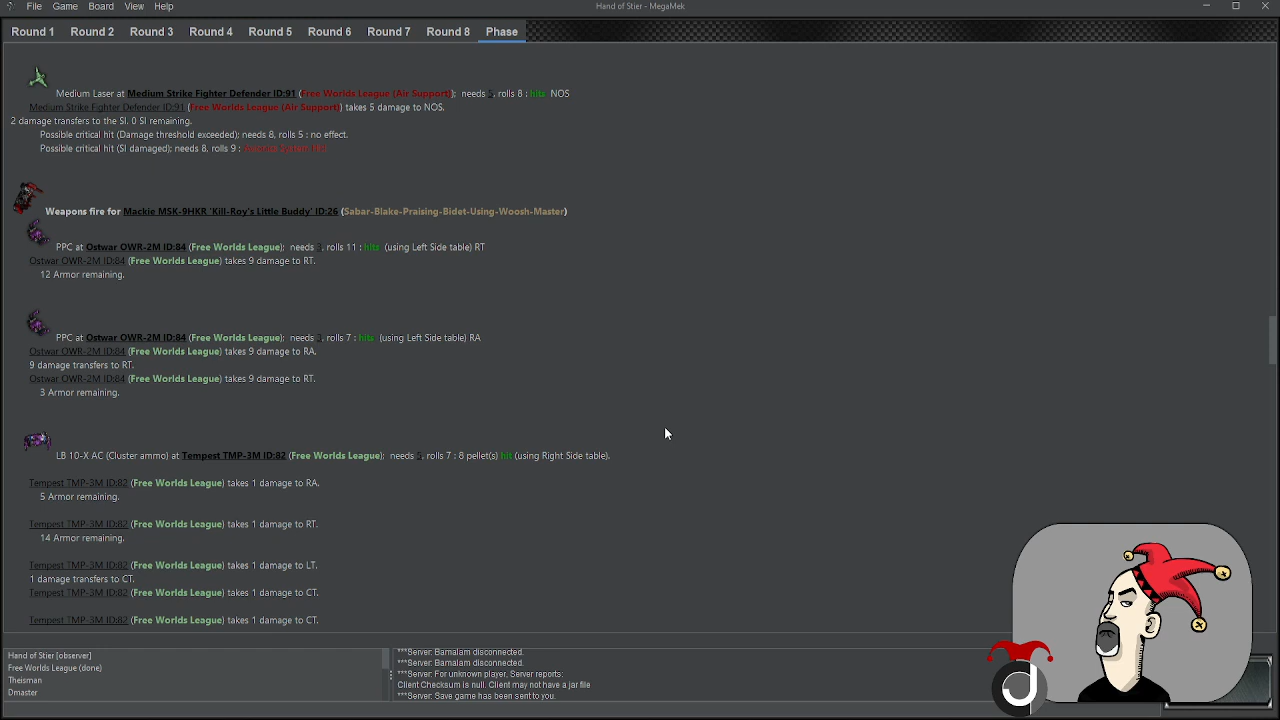 File Game Board View Help Hand of Stier - MegaMek
Round 1 Round 2 Round 3 Round 4 Round 5 Round 6 Round 7 Round 8 Phase
Medium Laser at Medium Strike Fighter Defender ID:91 (Free Worlds League (Air Support)); needs , rolls 8 : hits NOS
Medium Strike Fighter Defender ID:91 (Free Worlds League (Air Support)) takes 5 damage to NOS.
2 damage transfers to the SI. 0 SI remaining.
Possible critical hit (Damage threshold exceeded); needs 8, rolls 5 : no effect.
Possible critical hit (SI damaged); needs 8, rolls 9 :
Weapons fire for Mackie MSK-9HKR 'Kill-Roy's Little Buddy' ID:26 (Sabar-Blake-Praising-Bidet-Using-Woosh-Master)
PPC at Ostwar OWR-2M ID:84 (Free Worlds League); needs , rolls 11 : hits (using Left Side table) RT
Ostwar OWR-2M ID:84 (Free Worlds League) takes 9 damage to RT.
12 Armor remaining.
PPC at Ostwar OWR-2M ID:84 (Free Worlds League); needs , rolls 7 : hits (using Left Side table) RA
Ostwar OWR-2M ID:84 (Free Worlds League) takes 9 damage to RA.
9 damage transfers to RT.
Ostwar OWR-2M ID:84 (Free Worlds League) takes 9 damage to RT.
3 Armor remaining.
LB 10-X AC (Cluster ammo) at Tempest TMP-3M ID:82 (Free Worlds League); needs , rolls 7 : 8 pellet(s) hit (using Right Side table).
Tempest TMP-3M ID:82 (Free Worlds League) takes 1 damage to RA.
5 Armor remaining.
Tempest TMP-3M ID:82 (Free Worlds League) takes 1 damage to RT.
14 Armor remaining.
Tempest TMP-3M ID:82 (Free Worlds League) takes 1 damage to LT.
1 damage transfers to CT.
Tempest TMP-3M ID:82 (Free Worlds League) takes 1 damage to CT.
Tempest TMP-3M ID:82 (Free Worlds League) takes 1 damage to CT.
Hand of Stier [observer]
Free Worlds League (done)
Theisman
Dmaster
***Server: Bamalam disconnected.
***Server: Bamalam disconnected.
***Server: For unknown player, Server reports:
Client Checksum is null. Client may not have a jar file
***Server: Save game has been sent to you.